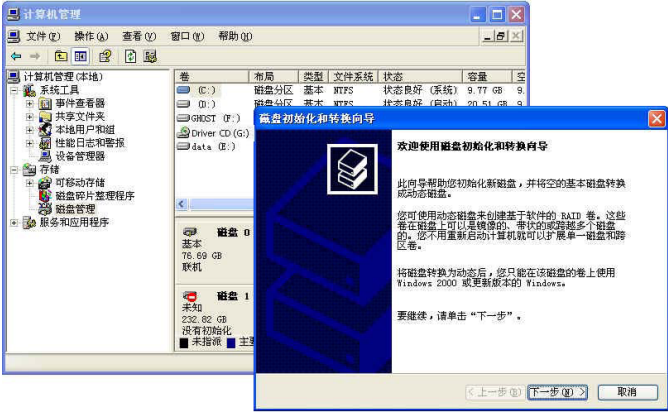 计算机管理
文件(F) 操作(A) 查看(V) 窗口(W) 帮助(H)
计算机管理(本地)
系统工具
事件查看器
共享文件夹
本地用户和组
性能日志和警报
设备管理器
存储
可移动存储
磁盘碎片整理程序
磁盘管理
服务和应用程序
卷 布局 类型 文件系统 状态 容量
(C:) 磁盘分区 基本 NTFS 状态良好 (系统) 9.77 GB 9.
(D:) 磁盘分区 基本 NTFS 状态良好 (启动) 20.51 GB 9
GHOST (F:)
Driver CD (G:)
data (E:)
磁盘 0
基本
76.69 GB
联机
磁盘 1
未知
232.82 GB
没有初始化
未指派 主要
磁盘初始化和转换向导
欢迎使用磁盘初始化和转换向导
此向导帮助您初始化新磁盘，并将空的基本磁盘转换
成动态磁盘。
您可使用动态磁盘来创建基于软件的 RAID 卷。这些
卷在磁盘上可以是镜像的、带状的或跨越多个磁盘
的。您不用重新启动计算机就可以扩展单一磁盘和跨
区卷。
将磁盘转换为动态后，您只能在该磁盘的卷上使用
Windows 2000 或更新版本的 Windows。
要继续，请单击“下一步”。
< 上一步(B) 下一步(N) > 取消